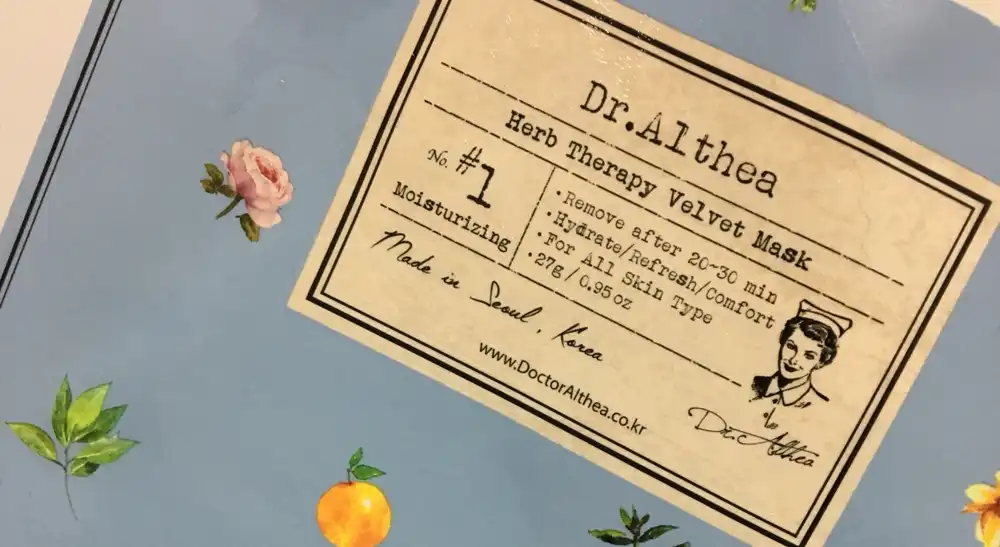 Dr.Althea
Herb Therapy Velvet Mask
No. #1
Moisturizing
·Remove after 20~30 min
·Hydrate/Refresh/Comfort
·For All Skin Type
·27g / 0.95 oz
Made in Seoul, Korea
www.DoctorAlthea.co.kr
Dr. Althea